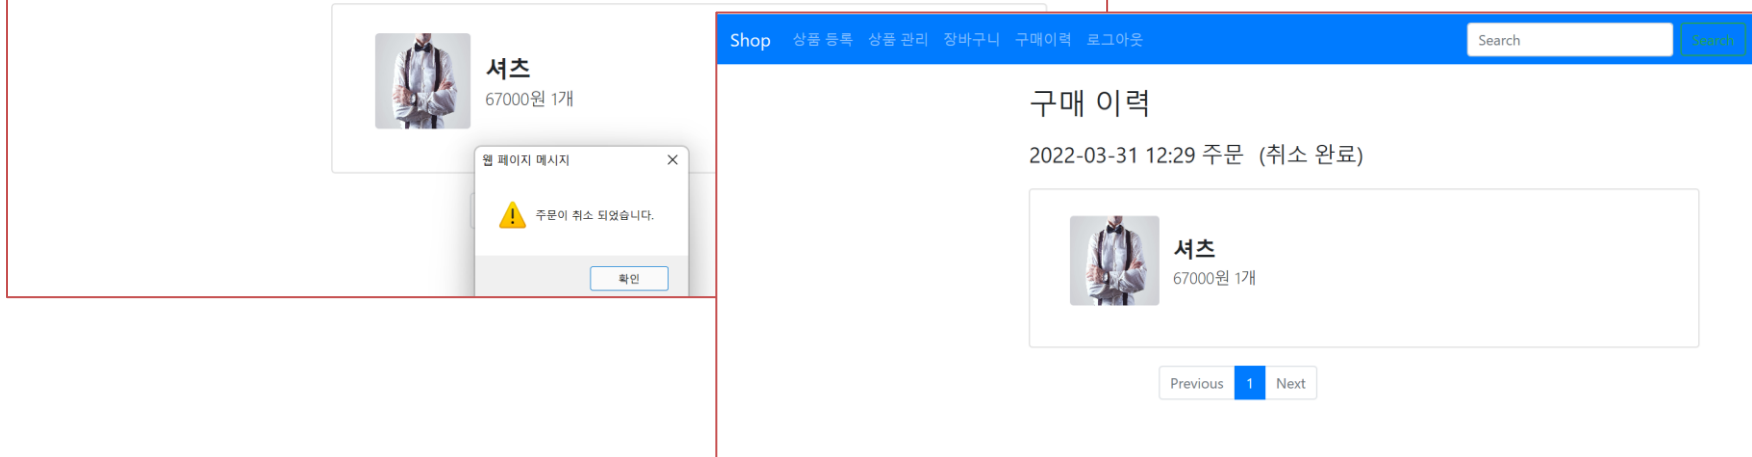 셔츠
67000원 1개
웹 페이지 메시지
주문이 취소 되었습니다.
확인
Shop 상품 등록 상품 관리 장바구니 구매이력 로그아웃 Search Search
구매 이력
2022-03-31 12:29 주문 (취소 완료)
셔츠
67000원 1개
Previous 1 Next